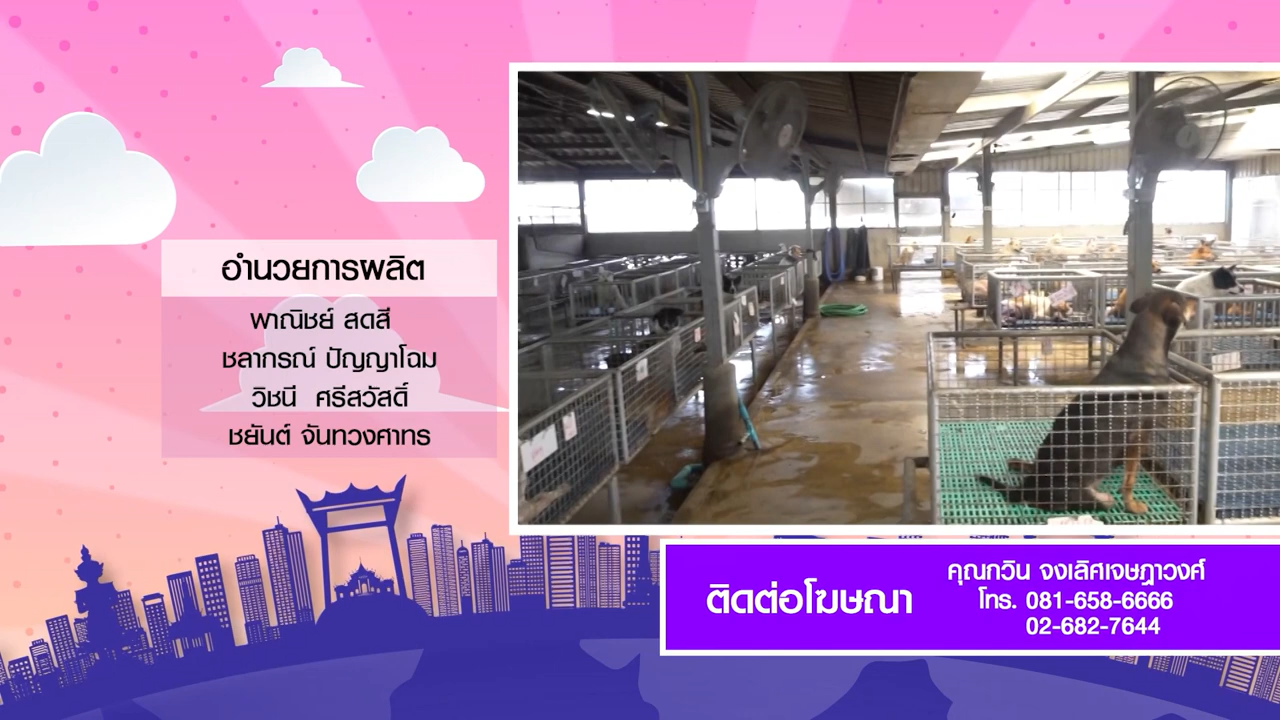 อำนวยการผลิต
พาณิชย์ สดสี
ชลากรณ์ ปัญญาโฉม
วิชนี ศรีสวัสดิ์
ชยันต์ จันทวงศาทร
ติดต่อโฆษณา
คุณกวิน จงเลิศเจษฎาวงศ์
โทร. 081-658-6666
02-682-7644